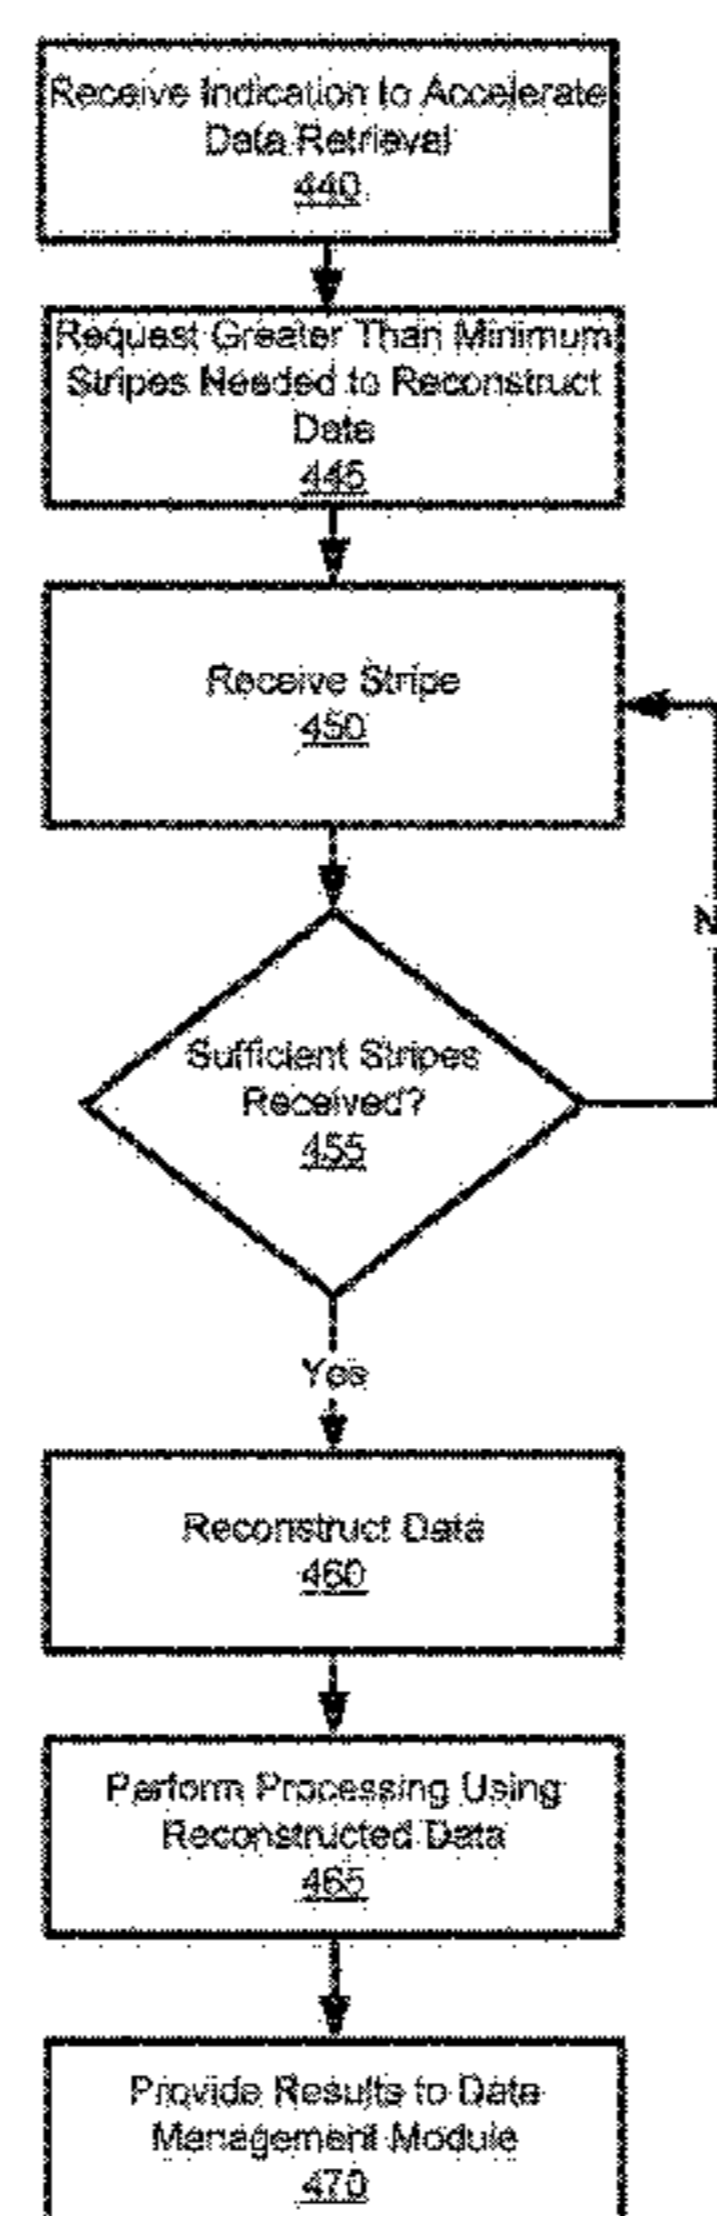 Receive Indication to Accelerate
Data Retrieval
440
Request Greater Than Minimum
Stripes Needed to Reconstruct
Data
445
Receive Stripe
450
Sufficient Stripes
Received?
455
Yes
Reconstruct Data
460
Perform Processing Using
Reconstructed Data
465
Provide Results to Data
Management Module
470